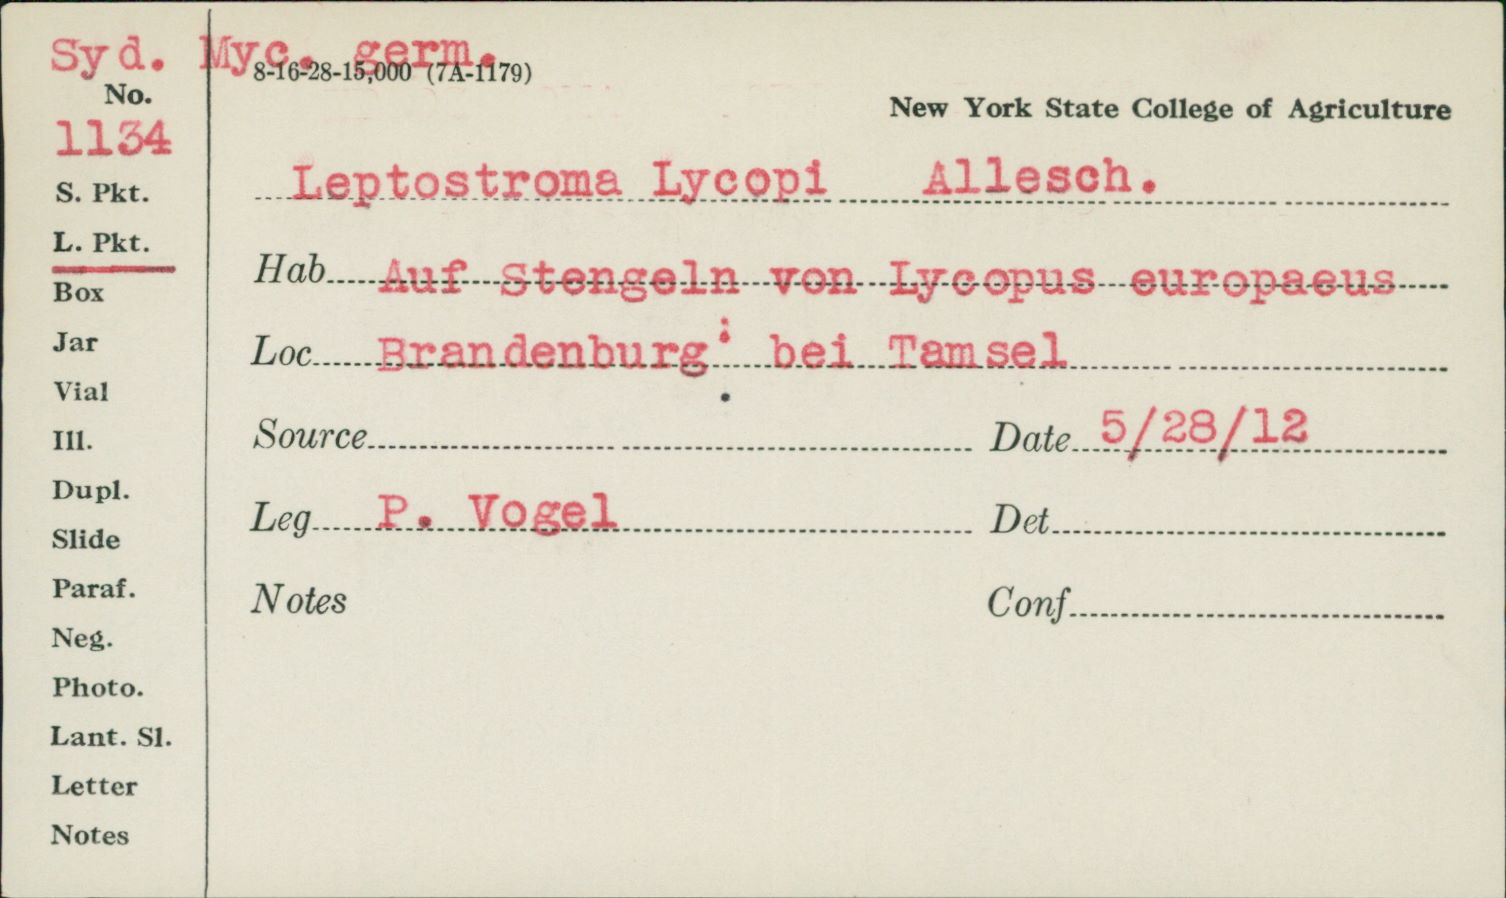 Syd. Myc. germ.
8-16-28-15,000 (7A-1179)
No.
1134
New York State College of Agriculture
Leptostroma Lycopi Allesch.
S. Pkt.
L. Pkt.
Hab. Auf Stengeln von Lycopus europaeus
Box
Loc. Brandenburg: bei Tamsel
Jar
Vial
Source Date 5/28/12
Ill.
Dupl.
Leg. P. Vogel Det.
Slide
Paraf.
Notes Conf.
Neg.
Photo.
Lant. Sl.
Letter
Notes